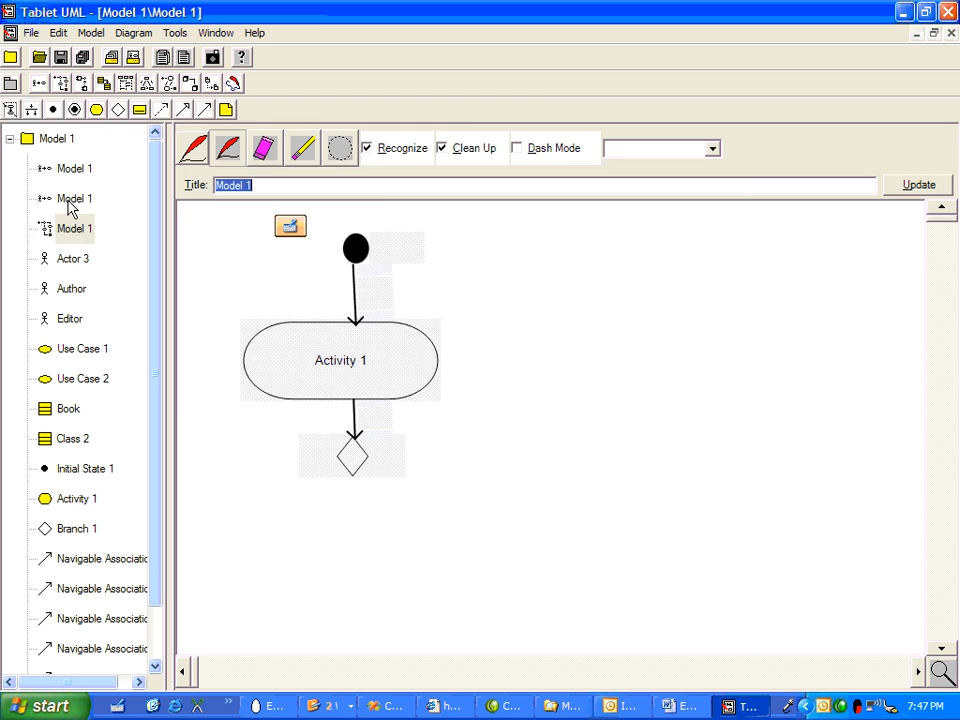 Tablet UML - [Model 1\Model 1]
File Edit Model Diagram Tools Window Help
Model 1
Model 1
Model 1
Model 1
Actor 3
Author
Editor
Use Case 1
Use Case 2
Book
Class 2
Initial State 1
Activity 1
Branch 1
Navigable Associatic
Navigable Associatic
Navigable Associatic
Navigable Associatic
Recognize Clean Up Dash Mode
Title: Model 1 Update
Activity 1
start E... 2 C... h... C... M... I... E... T... 7:47 PM